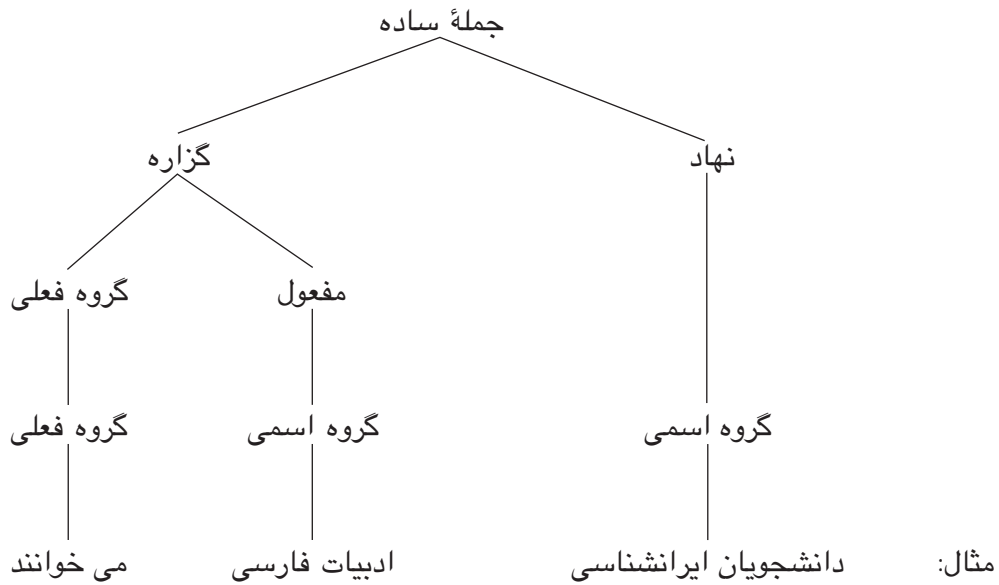 جملهٔ ساده
نهاد گزاره
مفعول گروه فعلی
گروه اسمی گروه اسمی گروه فعلی
مثال: دانشجویان ایرانشناسی ادبیات فارسی می خوانند